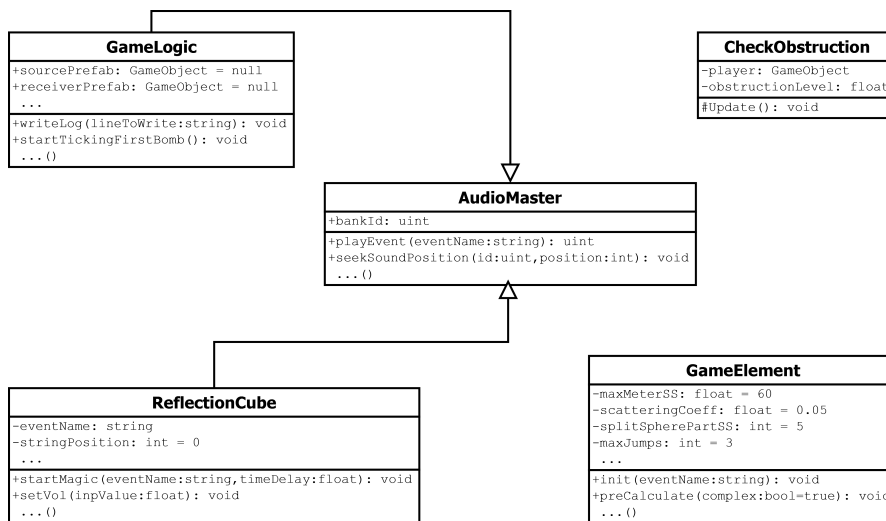 GameLogic
+sourcePrefab: GameObject = null
+receiverPrefab: GameObject = null
...
+writeLog(lineToWrite:string): void
+startTickingFirstBomb(): void
...()
CheckObstruction
-player: GameObject
-obstructionLevel: float
#Update(): void
AudioMaster
+bankId: uint
+playEvent(eventName:string): uint
+seekSoundPosition(id:uint,position:int): void
...()
ReflectionCube
-eventName: string
-stringPosition: int = 0
...
+startMagic(eventName:string,timeDelay:float): void
+setVol(inpValue:float): void
...()
GameElement
-maxMeterSS: float = 60
-scatteringCoeff: float = 0.05
-splitSpherePartSS: int = 5
-maxJumps: int = 3
...
+init(eventName:string): void
+preCalculate(complex:bool=true): void
...()